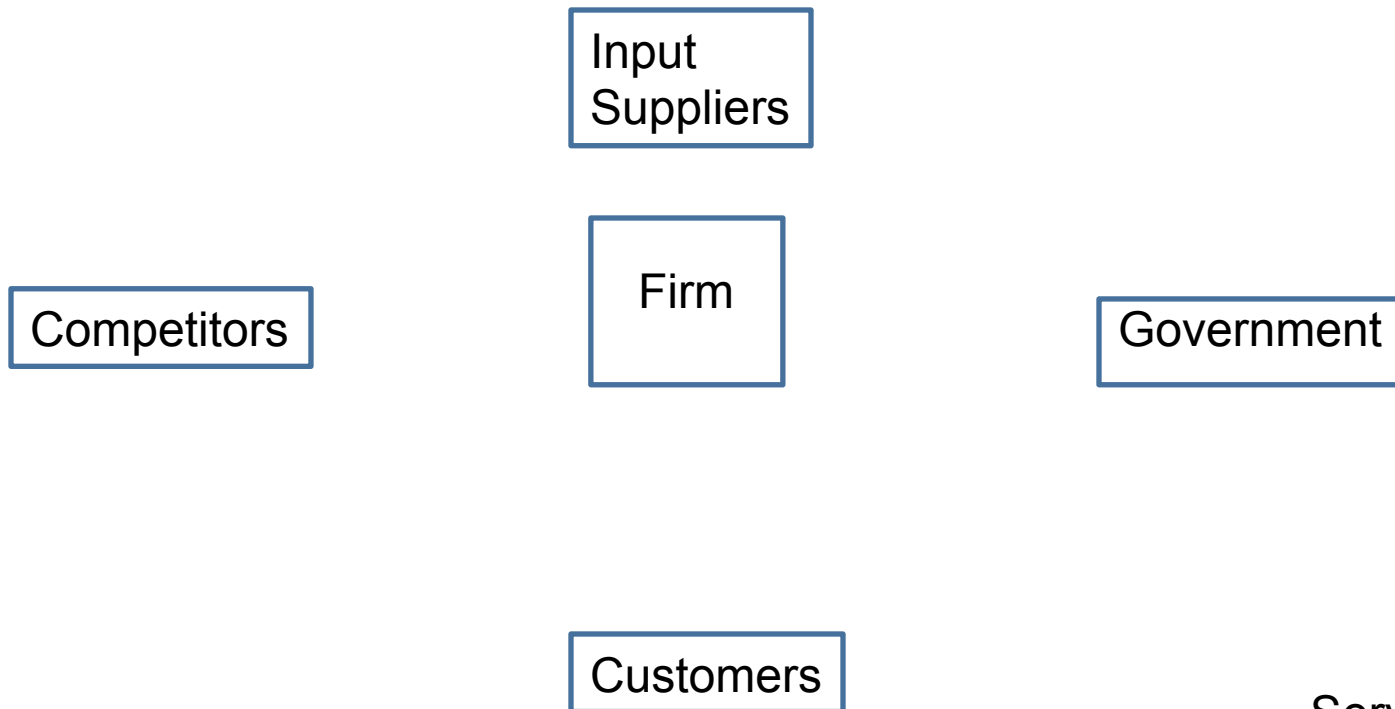 Input
Suppliers
Firm
Competitors
Government
Customers